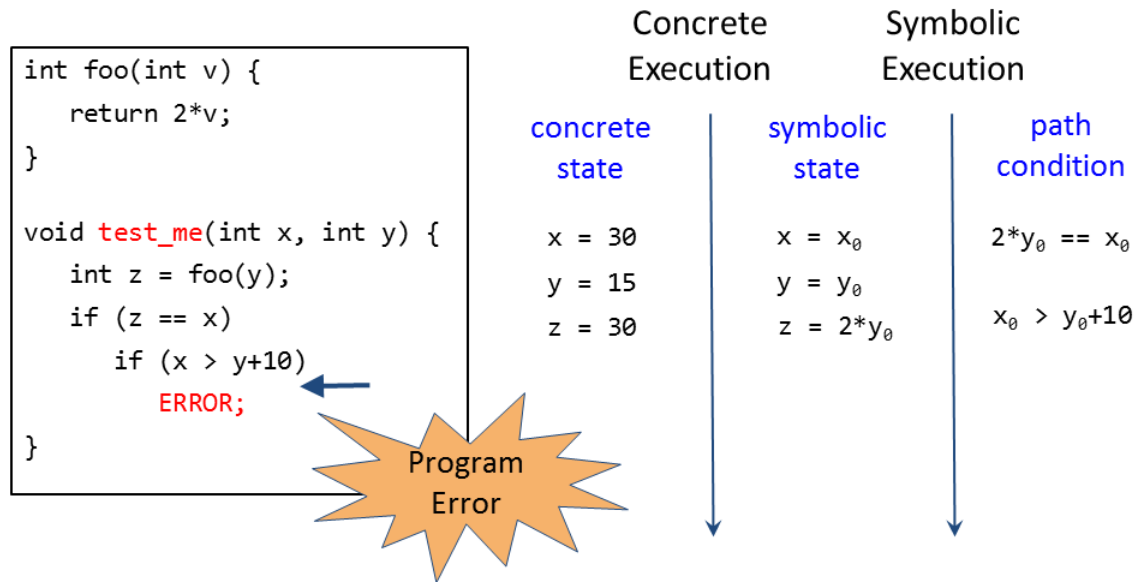 int foo(int v) {
return 2*v;
}
void test_me(int x, int y) {
int z = foo(y);
if (z == x)
if (x > y+10)
ERROR;
}
Program
Error
Concrete
Execution
Symbolic
Execution
concrete
state
symbolic
state
path
condition
x = 30
y = 15
z = 30
x = x₀
y = y₀
z = 2*y₀
2*y₀ == x₀
x₀ > y₀+10